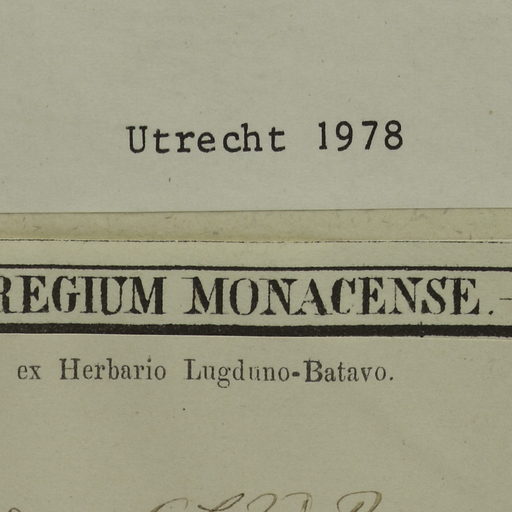 Utrecht 1978
REGIUM MONACENSE.
ex Herbario Lugduno-Batavo.